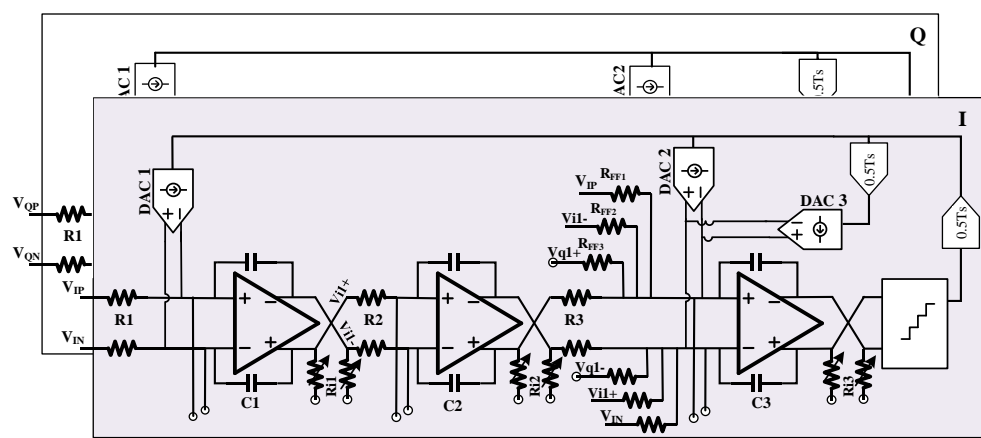 Q
AC 1
AC2
0.5Ts
I
DAC 1
DAC 2
0.5Ts
DAC 3
0.5Ts
V_IP
R_FF1
Vi1-
R_FF2
Vq1+
R_FF3
V_QP
R1
V_QN
V_IP
R1
V_IN
Vi1+
Vi1-
R2
R3
C1
Ri1
C2
Ri2
Vq1-
Vi1+
V_IN
C3
Ri3